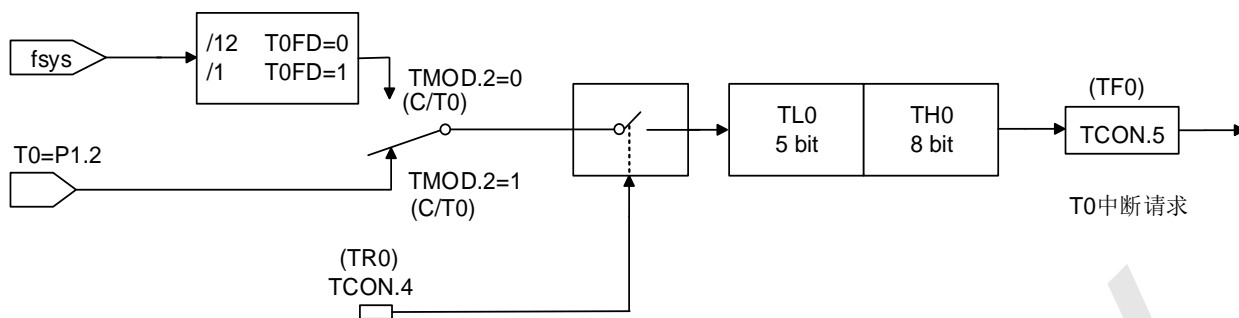 fsys
/12 T0FD=0
/1 T0FD=1
TMOD.2=0
(C/T0)
T0=P1.2
TMOD.2=1
(C/T0)
(TR0)
TCON.4
TL0
5 bit
TH0
8 bit
(TF0)
TCON.5
T0中断请求